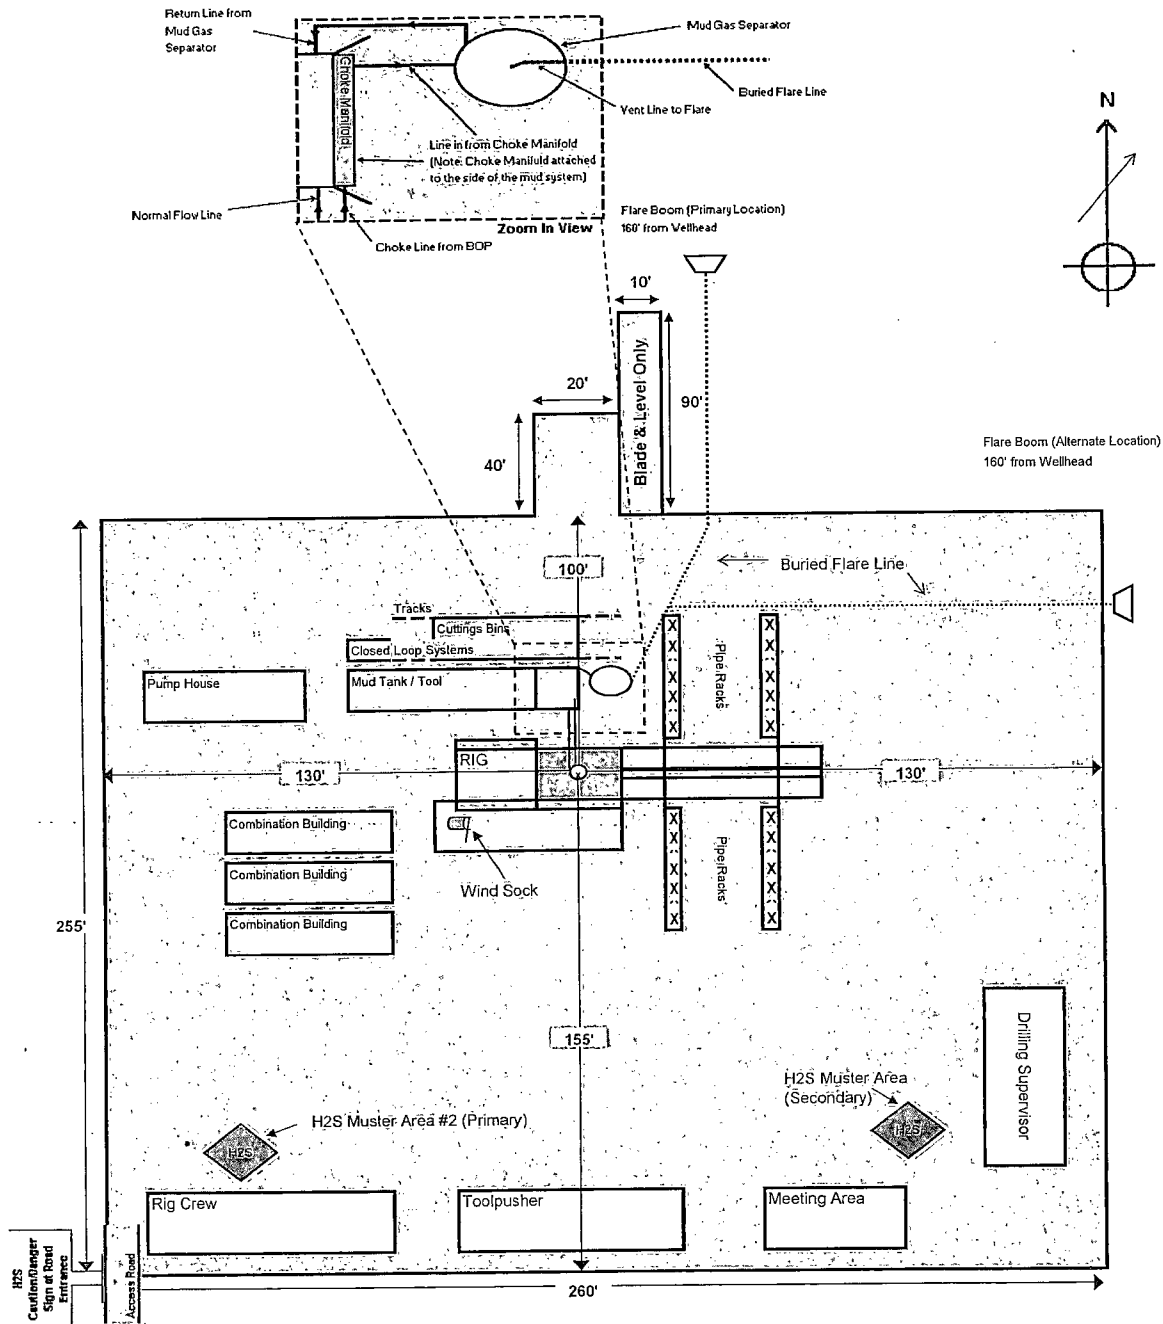 Return Line from
Mud Gas
Separator
Mud Gas Separator
Choke Manifold
Buried Flare Line
Vent Line to Flare
Line in from Choke Manifold
(Note: Choke Manifold attached
to the side of the mud system)
Normal Flow Line
Choke Line from BOP
Zoom In View
Flare Boom (Primary Location)
160' from Wellhead
N
10'
20'
Blade & Level Only
90'
40'
Flare Boom (Alternate Location)
160' from Wellhead
100'
Buried Flare Line
Tracks
Cuttings Bins
Closed Loop Systems
Pump House
Mud Tank / Tool
X
X
X
X
X
X
Pipe Racks
X
X
X
X
X
X
RIG
130'
130'
Combination Building
Combination Building
Combination Building
Wind Sock
X
X
X
X
X
X
Pipe Racks
X
X
X
X
X
X
255'
155'
Drilling Supervisor
H2S Muster Area
(Secondary)
H2S
H2S Muster Area #2 (Primary)
H2S
Rig Crew
Toolpusher
Meeting Area
H2S
Caution/Danger
Sign at Road
Entrance
Access Road
260'